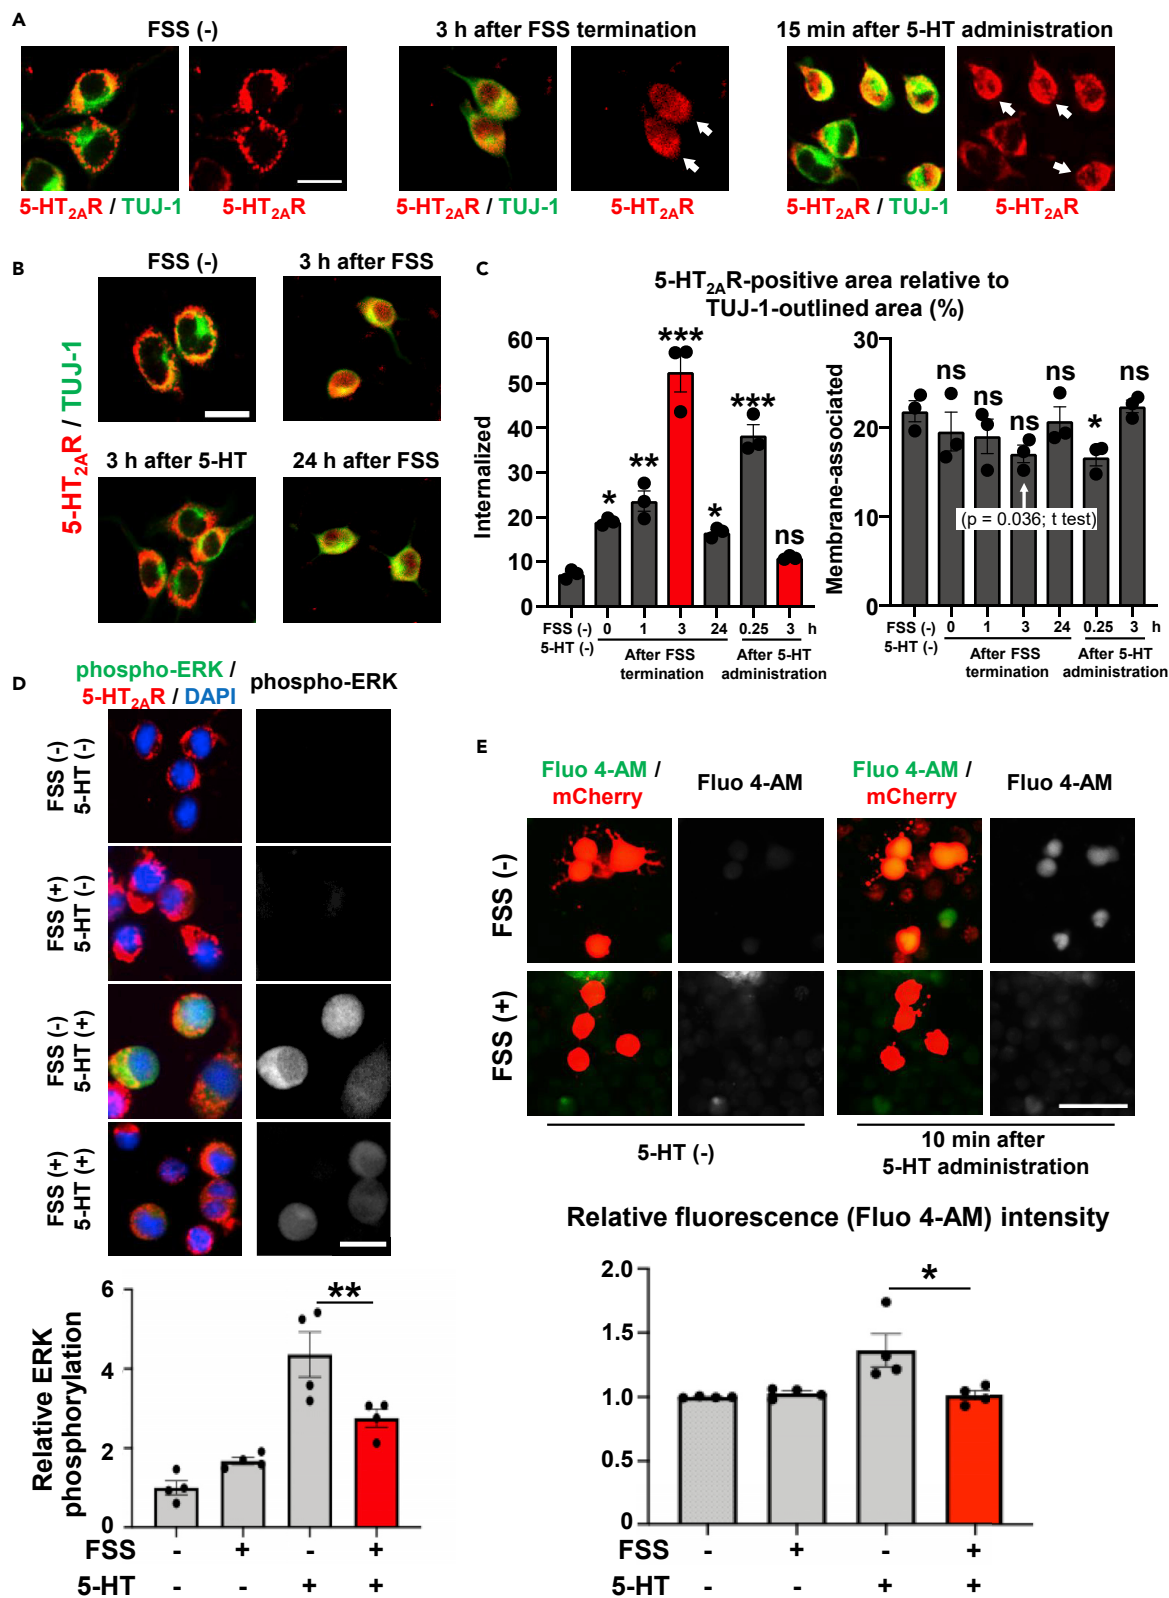 A
FSS (-)
3 h after FSS termination
15 min after 5-HT administration
5-HT2AR / TUJ-1
5-HT2AR
5-HT2AR / TUJ-1
5-HT2AR
5-HT2AR / TUJ-1
5-HT2AR
B
FSS (-)
3 h after FSS
5-HT2AR / TUJ-1
3 h after 5-HT
24 h after FSS
C
5-HT2AR-positive area relative to
TUJ-1-outlined area (%)
Internalized
60
50
40
30
20
10
0
*
**
***
*
***
ns
FSS (-)
5-HT (-)
0
1
3
24
0.25
3
h
After FSS
termination
After 5-HT
administration
Membrane-associated
30
20
10
0
ns
ns
ns
ns
*
ns
(p = 0.036; t test)
FSS (-)
5-HT (-)
0
1
3
24
0.25
3
h
After FSS
termination
After 5-HT
administration
D
phospho-ERK /
5-HT2AR / DAPI
phospho-ERK
FSS (-)
5-HT (-)
FSS (+)
5-HT (-)
FSS (-)
5-HT (+)
FSS (+)
5-HT (+)
Relative ERK
phosphorylation
6
4
2
0
**
FSS - + - +
5-HT - - + +
E
Fluo 4-AM /
mCherry
Fluo 4-AM
Fluo 4-AM /
mCherry
Fluo 4-AM
FSS (-)
FSS (+)
5-HT (-)
10 min after
5-HT administration
Relative fluorescence (Fluo 4-AM) intensity
2.0
1.5
1.0
0.5
0
*
FSS - + - +
5-HT - - + +